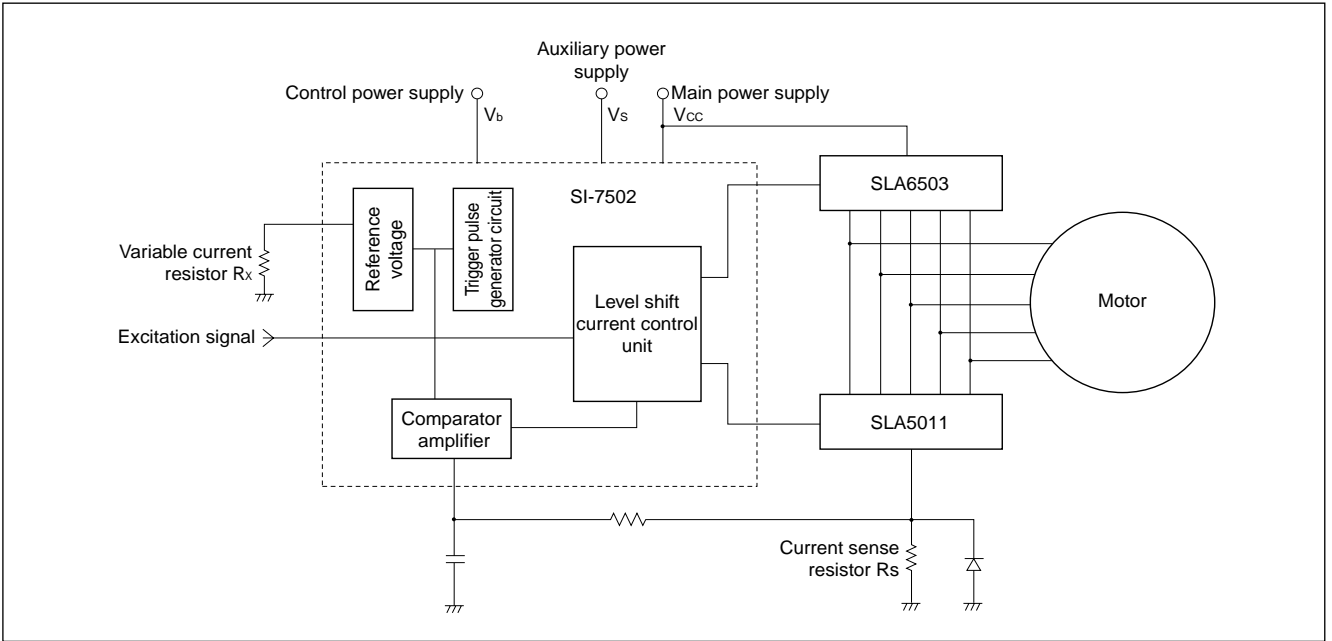 Auxiliary power
supply
Control power supply
Main power supply
Vb
Vs
Vcc
SI-7502
SLA6503
Reference
voltage
Trigger pulse
generator circuit
Variable current
resistor Rx
Level shift
current control
unit
Motor
Excitation signal
Comparator
amplifier
SLA5011
Current sense
resistor Rs